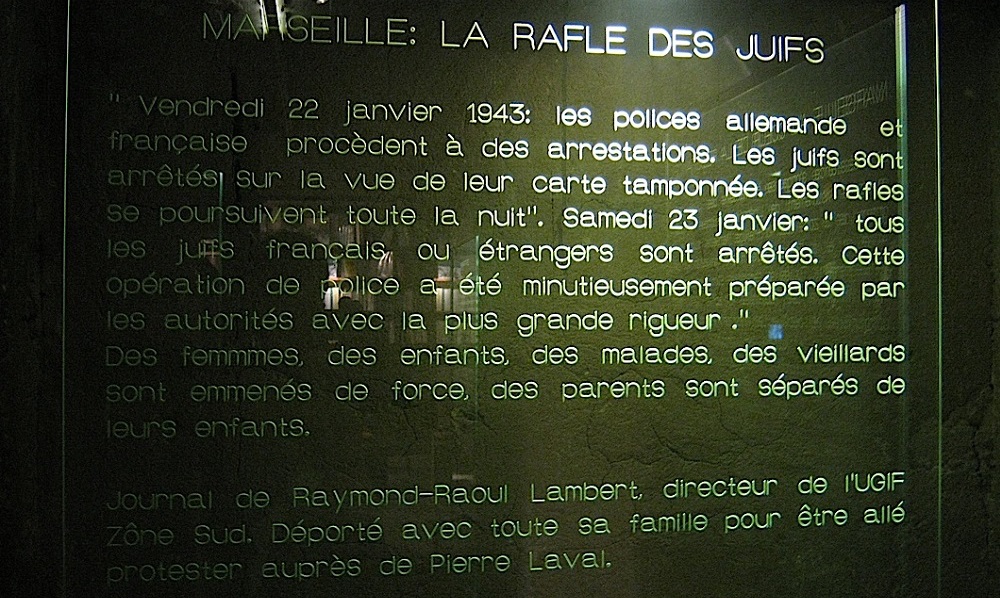 MARSEILLE: LA RAFLE DES JUIFS
" Vendredi 22 janvier 1943: les polices allemande et
française procèdent à des arrestations. Les juifs sont
arrêtés sur la vue de leur carte tamponnée. Les rafles
se poursuivent toute la nuit". Samedi 23 janvier: " tous
les juifs français ou étrangers sont arrêtés. Cette
opération de police a été minutieusement préparée par
les autorités avec la plus grande rigueur ."
Des femmmes, des enfants, des malades, des vieillards
sont emmenés de force, des parents sont séparés de
leurs enfants.
Journal de Raymond-Raoul Lambert, directeur de l'UGIF
Zône Sud. Déporté avec toute sa famille pour être allé
protester auprès de Pierre Laval.